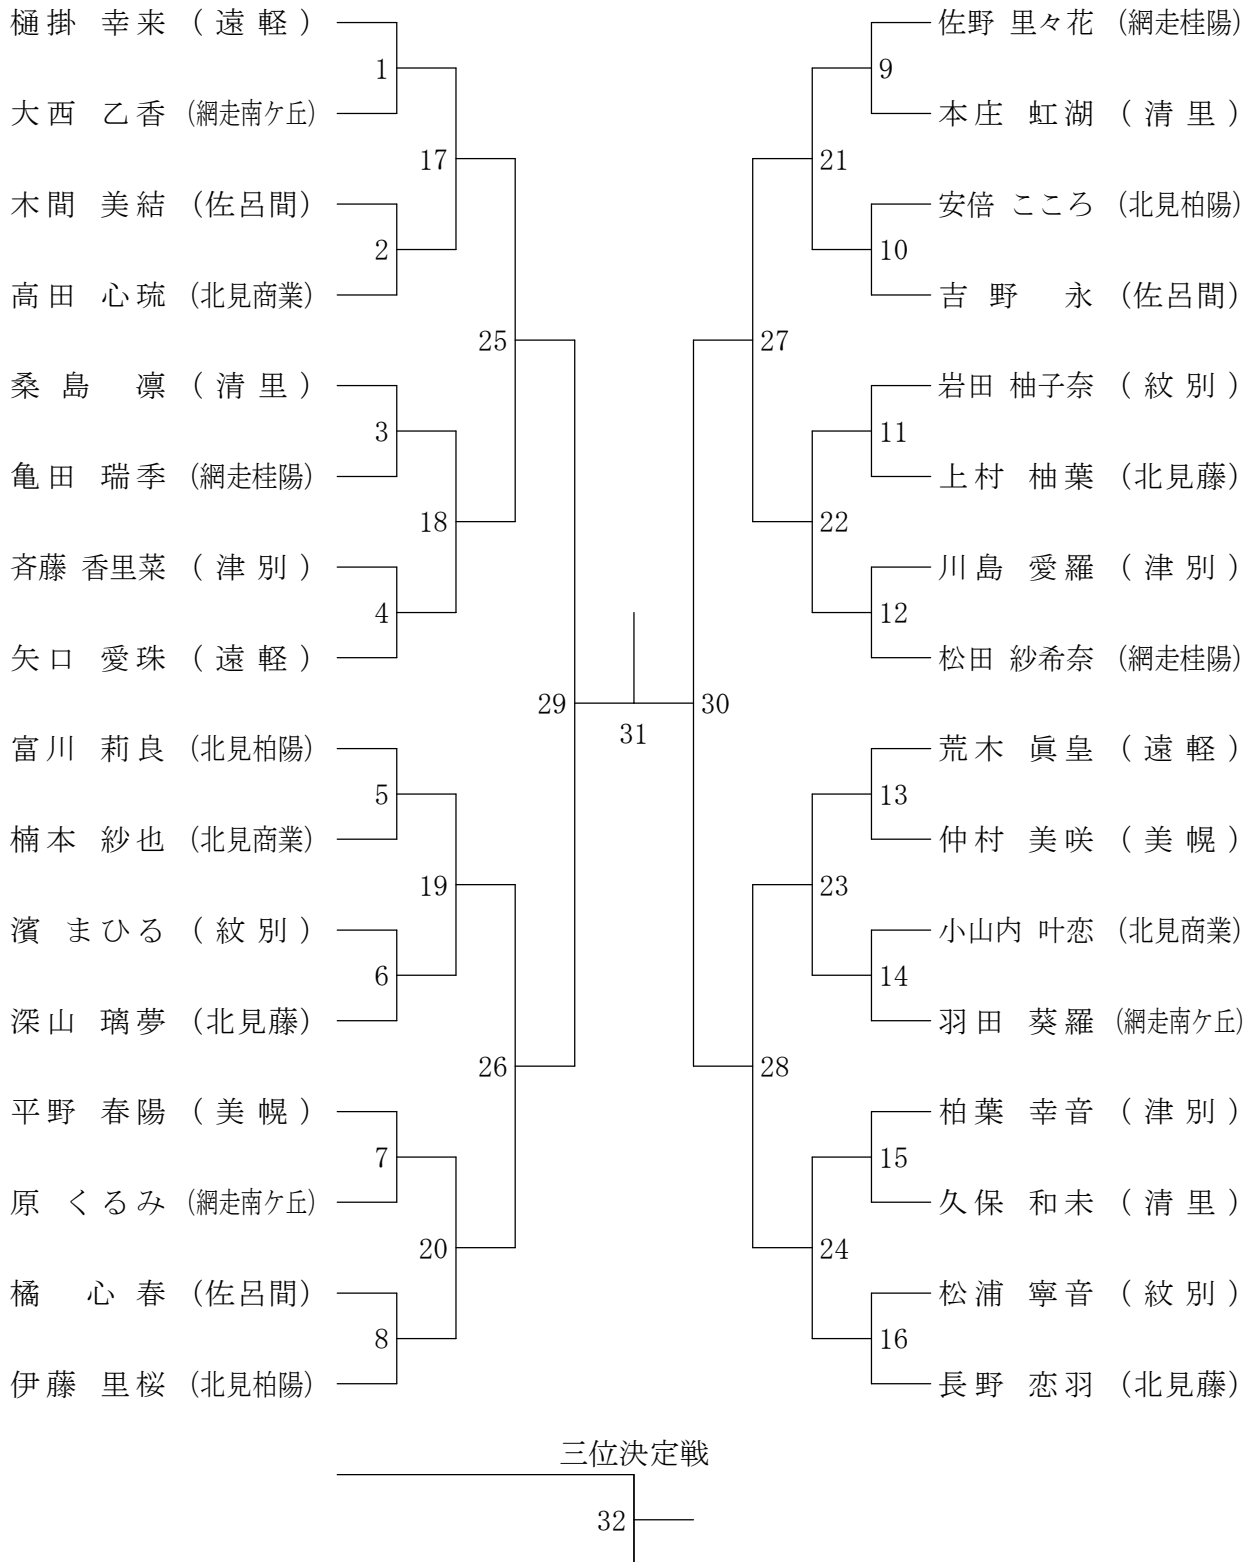 樋掛 幸来 （遠軽）
1
大西 乙香 （網走南ケ丘）
17
木間 美結 （佐呂間）
2
高田 心琉 （北見商業）
25
桑島 凛 （清里）
3
亀田 瑞季 （網走桂陽）
18
斉藤 香里菜 （津別）
4
矢口 愛珠 （遠軽）
29
富川 莉良 （北見柏陽）
5
楠本 紗也 （北見商業）
19
濱 まひる （紋別）
6
深山 璃夢 （北見藤）
26
平野 春陽 （美幌）
7
原 くるみ （網走南ケ丘）
20
橘 心春 （佐呂間）
8
伊藤 里桜 （北見柏陽）
31
佐野 里々花 （網走桂陽）
9
本庄 虹湖 （清里）
21
安倍 こころ （北見柏陽）
10
吉野 永 （佐呂間）
27
岩田 柚子奈 （紋別）
11
上村 柚葉 （北見藤）
22
川島 愛羅 （津別）
12
松田 紗希奈 （網走桂陽）
30
荒木 眞皇 （遠軽）
13
仲村 美咲 （美幌）
23
小山内 叶恋 （北見商業）
14
羽田 葵羅 （網走南ケ丘）
28
柏葉 幸音 （津別）
15
久保 和未 （清里）
24
松浦 寧音 （紋別）
16
長野 恋羽 （北見藤）
三位決定戦
32